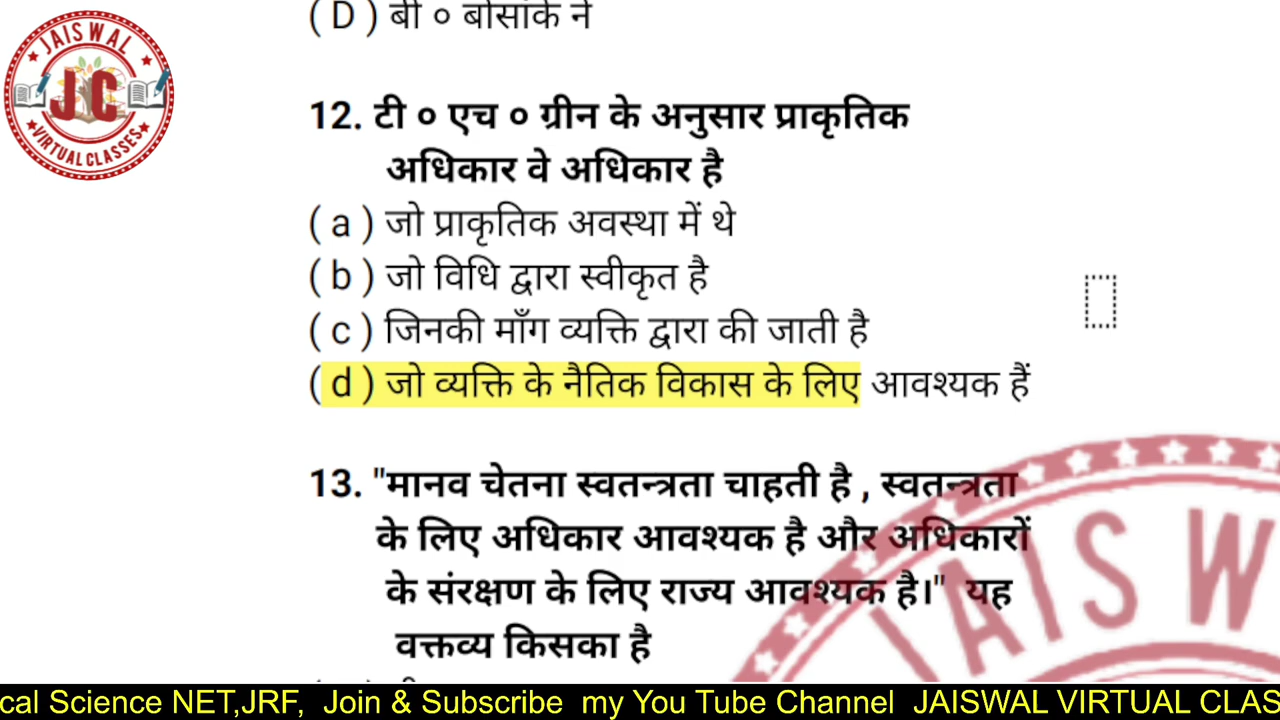 ( D ) बी ० बोसांके ने
JAISWAL
JC
VIRTUAL CLASSES
12. टी ० एच ० ग्रीन के अनुसार प्राकृतिक
अधिकार वे अधिकार है
( a ) जो प्राकृतिक अवस्था में थे
( b ) जो विधि द्वारा स्वीकृत है
( c ) जिनकी माँग व्यक्ति द्वारा की जाती है
( d ) जो व्यक्ति के नैतिक विकास के लिए आवश्यक हैं
13. "मानव चेतना स्वतन्त्रता चाहती है , स्वतन्त्रता
के लिए अधिकार आवश्यक है और अधिकारों
के संरक्षण के लिए राज्य आवश्यक है।" यह
वक्तव्य किसका है
JAISW
cal Science NET,JRF, Join & Subscribe my You Tube Channel JAISWAL VIRTUAL CLAS